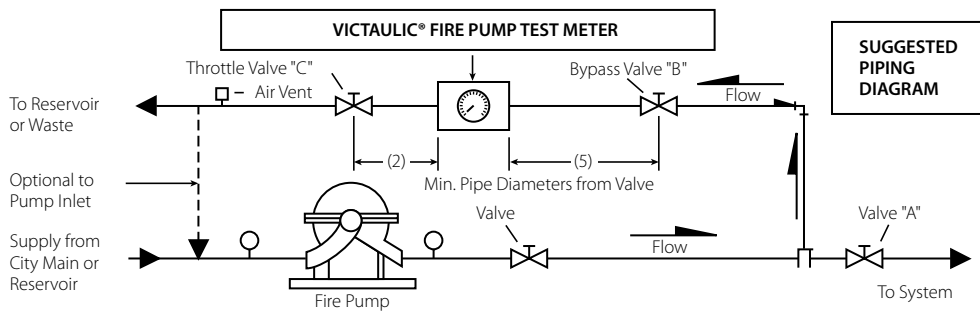 VICTAULIC® FIRE PUMP TEST METER
SUGGESTED
PIPING
DIAGRAM
Throttle Valve "C"
Bypass Valve "B"
Air Vent
Flow
To Reservoir
or Waste
(2)
(5)
Min. Pipe Diameters from Valve
Optional to
Pump Inlet
Valve
Valve "A"
Supply from
City Main or
Reservoir
Flow
Fire Pump
To System